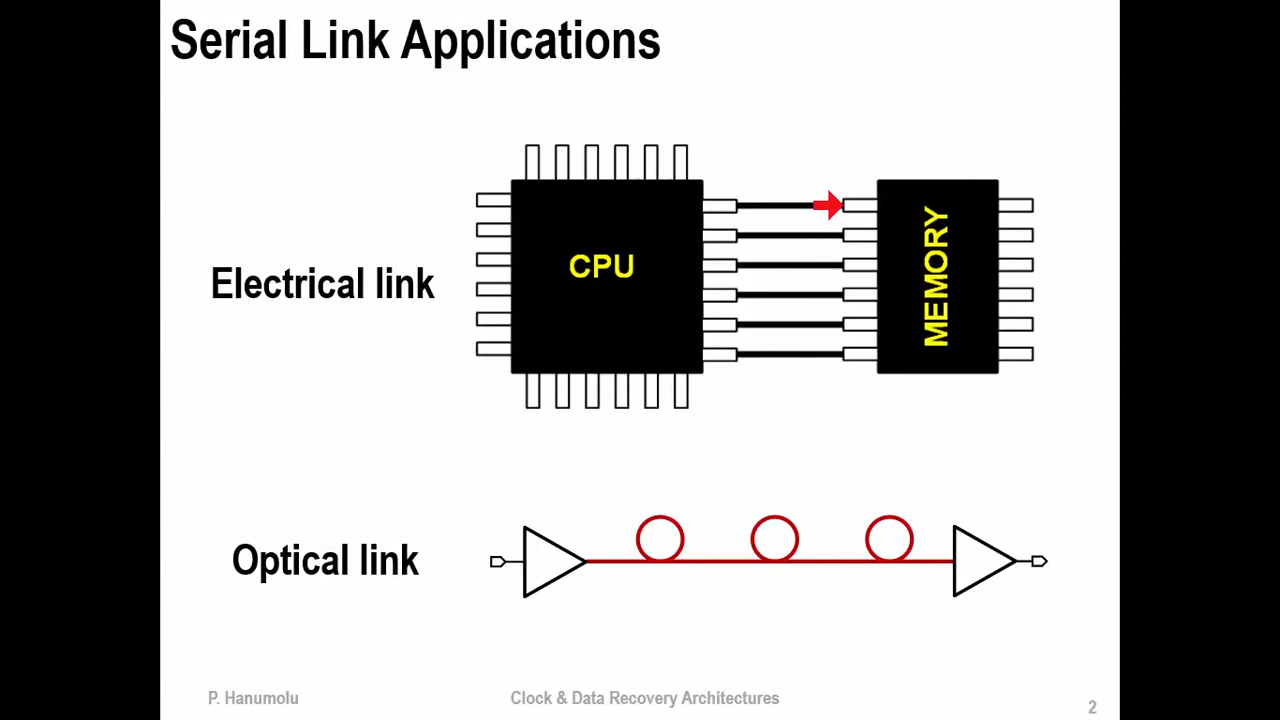 Serial Link Applications
Electrical link
CPU
MEMORY
Optical link
P. Hanumolu
Clock & Data Recovery Architectures
2